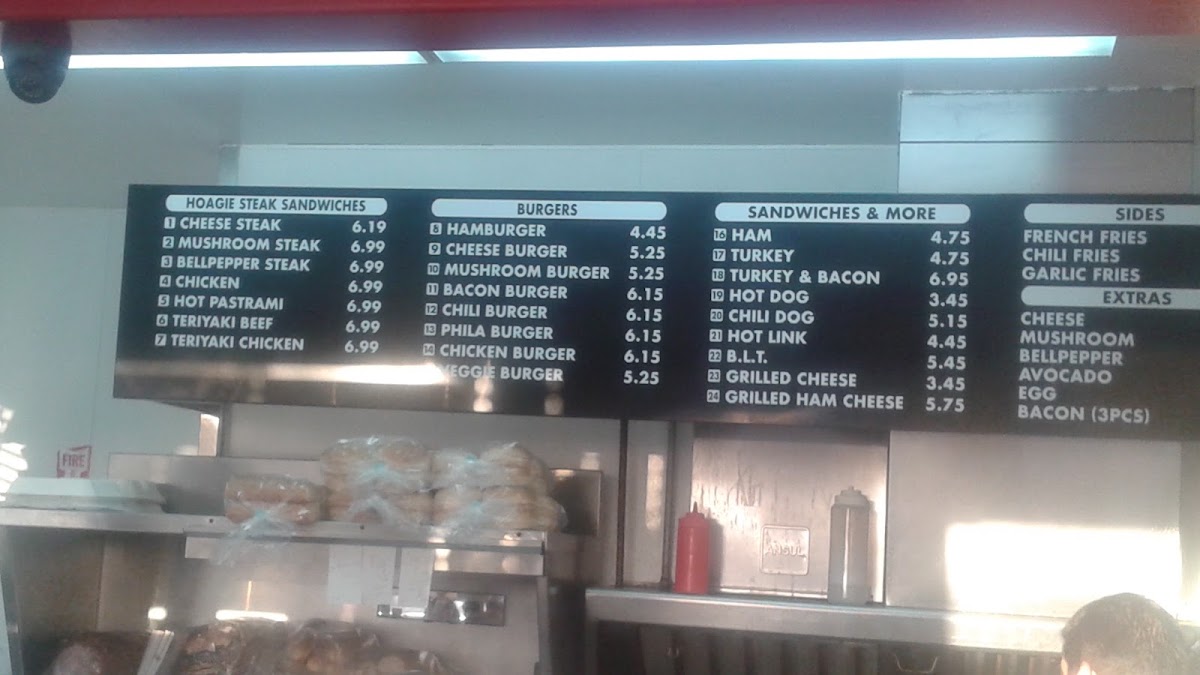 HOAGIE STEAK SANDWICHES
1 CHEESE STEAK 6.19
2 MUSHROOM STEAK 6.99
3 BELLPEPPER STEAK 6.99
4 CHICKEN 6.99
5 HOT PASTRAMI 6.99
6 TERIYAKI BEEF 6.99
7 TERIYAKI CHICKEN 6.99
BURGERS
8 HAMBURGER 4.45
9 CHEESE BURGER 5.25
10 MUSHROOM BURGER 5.25
11 BACON BURGER 6.15
12 CHILI BURGER 6.15
13 PHILA BURGER 6.15
14 CHICKEN BURGER 6.15
VEGGIE BURGER 5.25
SANDWICHES & MORE
16 HAM 4.75
17 TURKEY 4.75
18 TURKEY & BACON 6.95
19 HOT DOG 3.45
20 CHILI DOG 5.15
21 HOT LINK 4.45
22 B.L.T. 5.45
23 GRILLED CHEESE 3.45
24 GRILLED HAM CHEESE 5.75
SIDES
FRENCH FRIES
CHILI FRIES
GARLIC FRIES
EXTRAS
CHEESE
MUSHROOM
BELLPEPPER
AVOCADO
EGG
BACON (3PCS)
FIRE
ANSUL